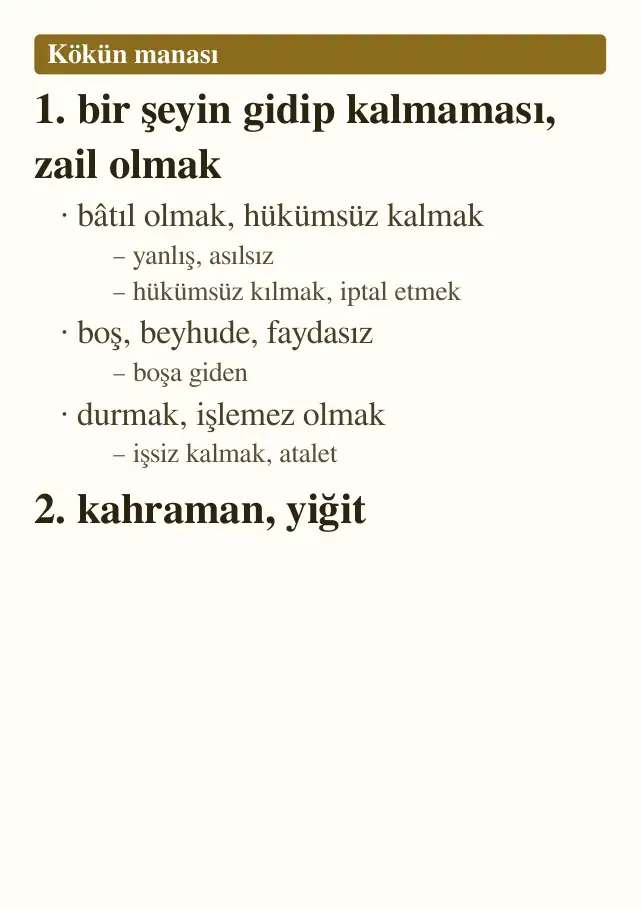 Kökün manası
1. bir şeyin gidip kalmaması,
zail olmak
· bâtıl olmak, hükümsüz kalmak
– yanlış, asılsız
– hükümsüz kılmak, iptal etmek
· boş, beyhude, faydasız
– boşa giden
· durmak, işlemez olmak
– işsiz kalmak, atalet
2. kahraman, yiğit